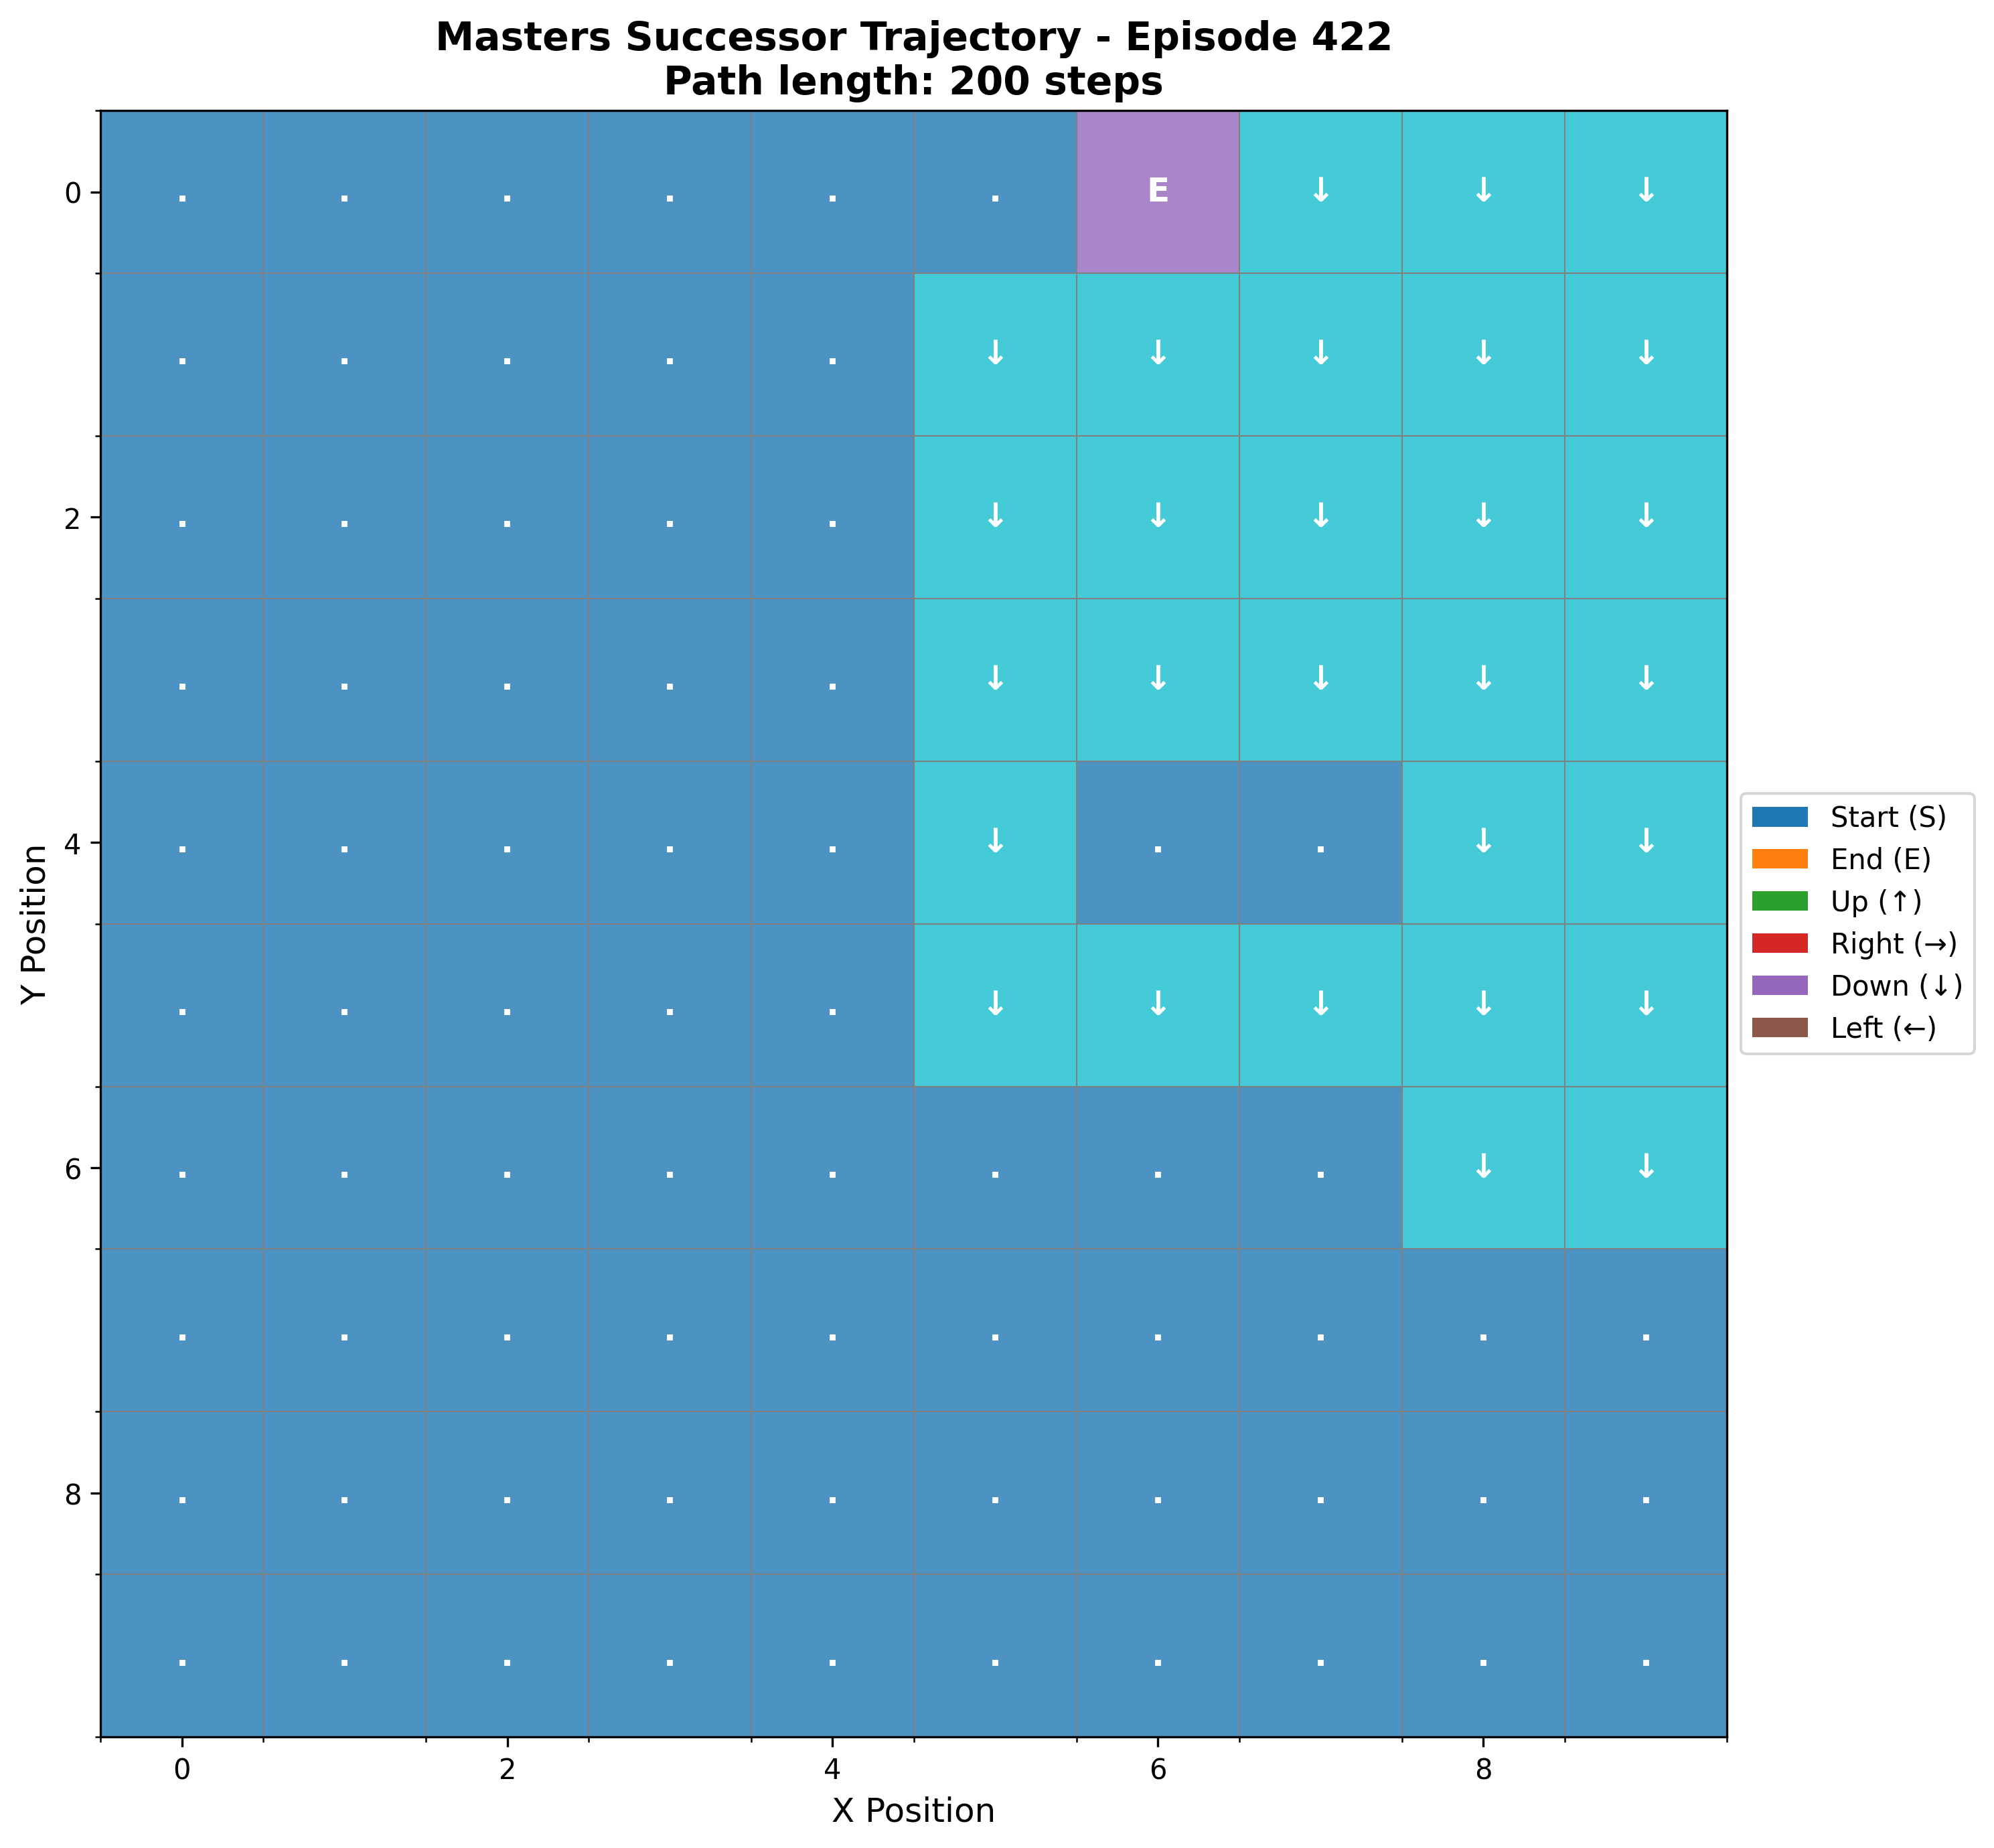 Masters Successor Trajectory - Episode 422
Path length: 200 steps
0 . . . . . . E ↓ ↓ ↓
. . . . . ↓ ↓ ↓ ↓ ↓
2 . . . . . ↓ ↓ ↓ ↓ ↓
. . . . . ↓ ↓ ↓ ↓ ↓
4 . . . . . ↓ . . ↓ ↓
. . . . . ↓ ↓ ↓ ↓ ↓
6 . . . . . . . . ↓ ↓
. . . . . . . . . .
8 . . . . . . . . . .
. . . . . . . . . .
0 2 4 6 8
X Position
Y Position
Start (S)
End (E)
Up (↑)
Right (→)
Down (↓)
Left (←)